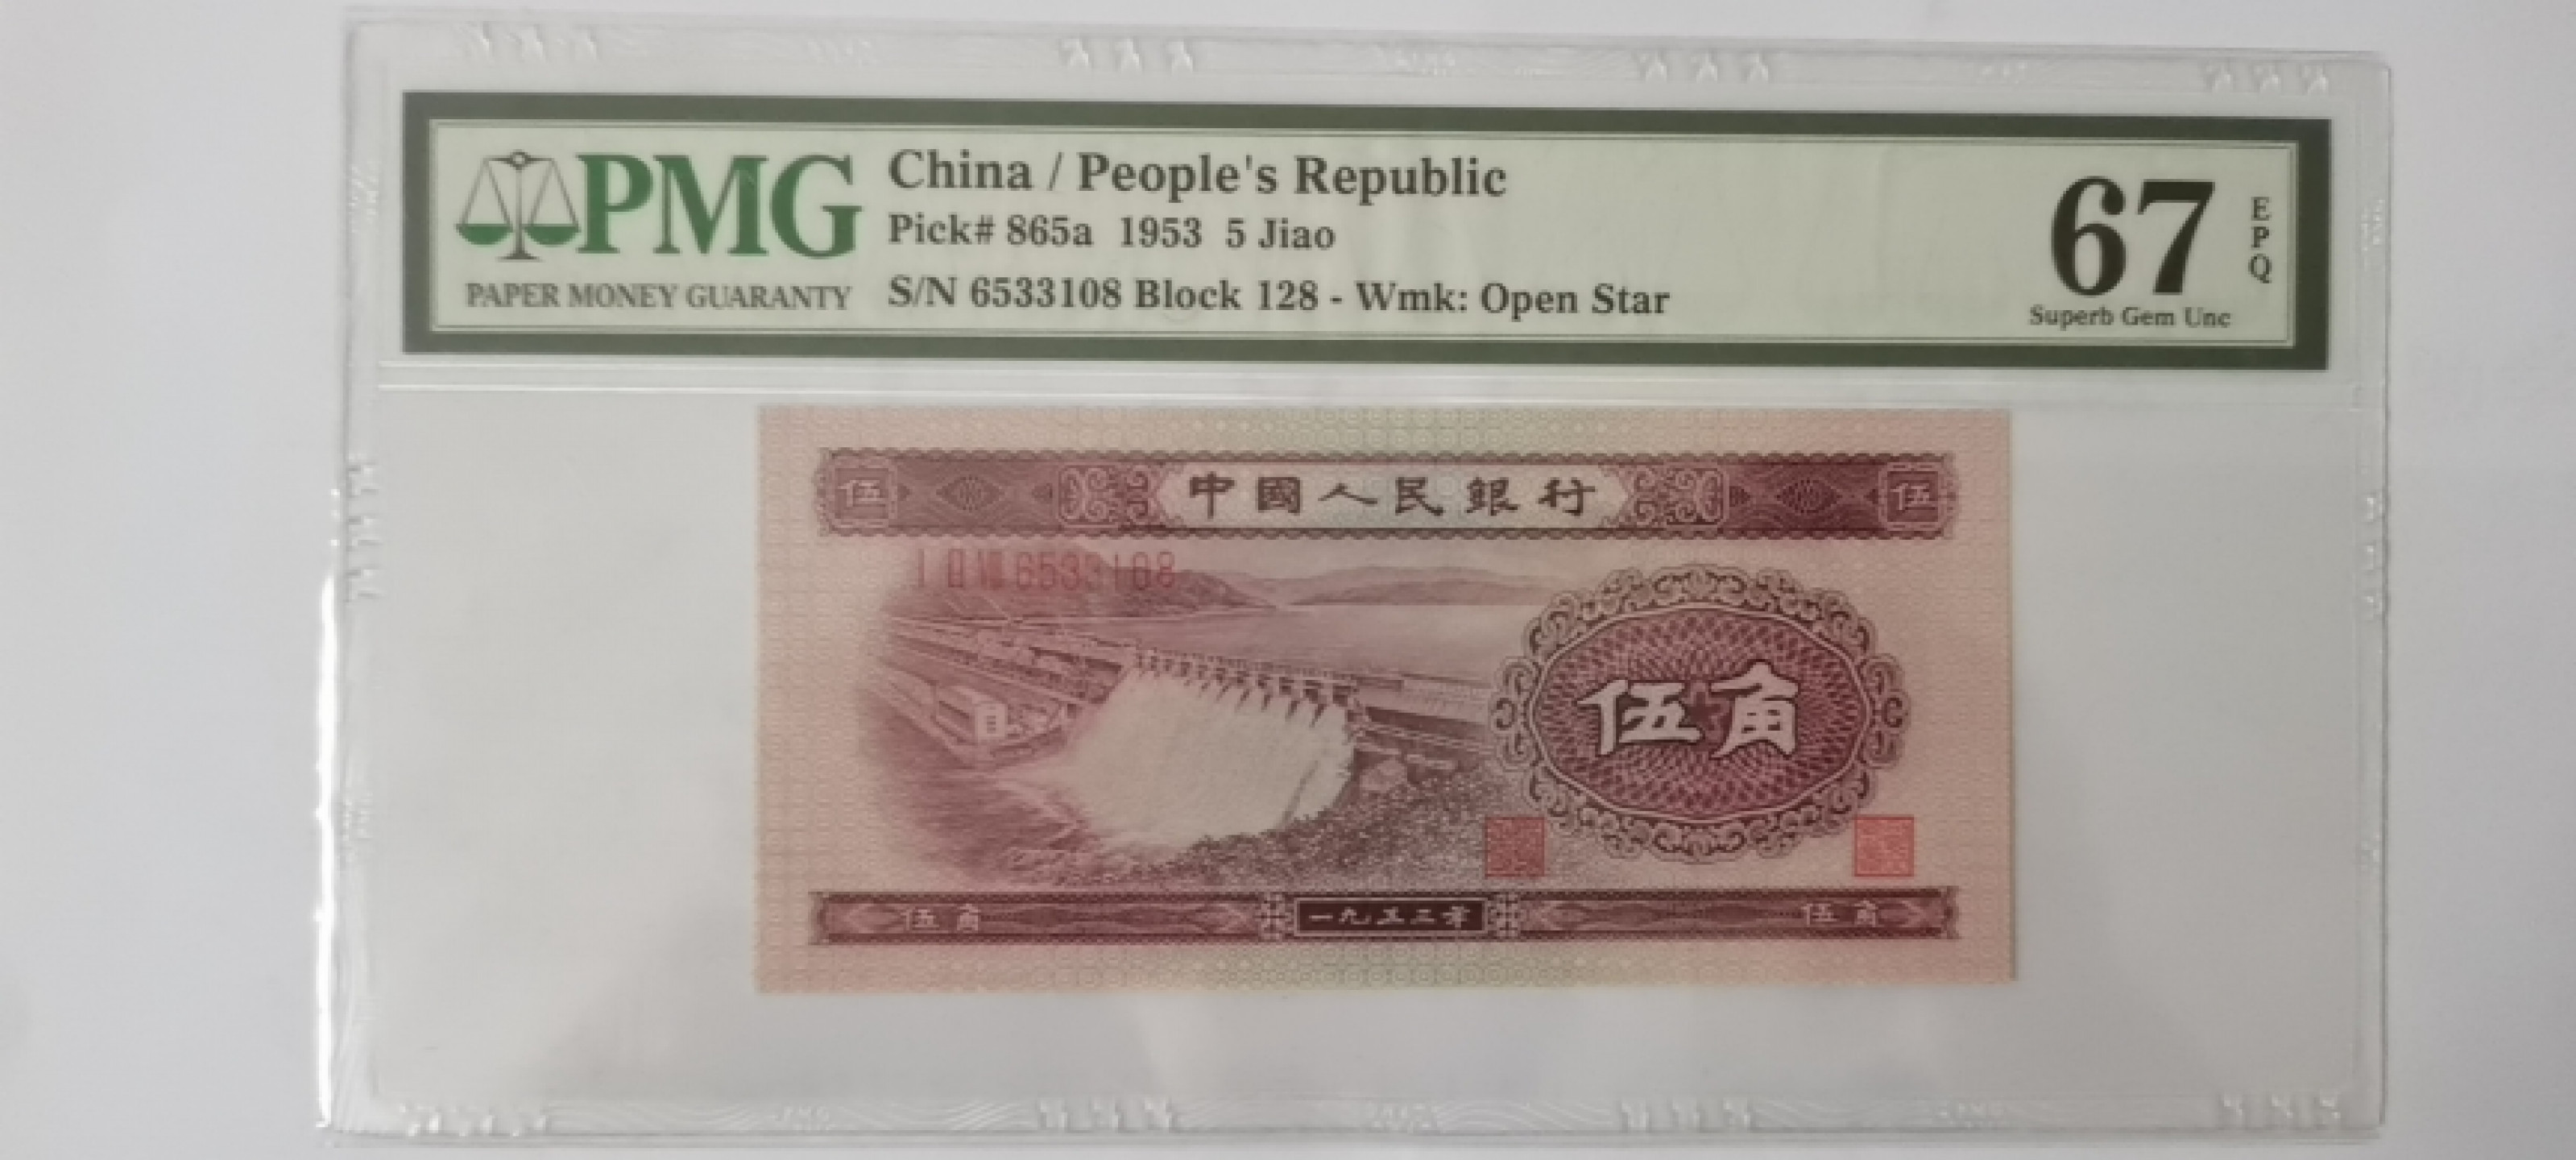 PMG
PAPER MONEY GUARANTY
China / People's Republic
Pick# 865a 1953 5 Jiao
S/N 6533108 Block 128 - Wmk: Open Star
67
EPQ
Superb Gem Unc
伍 中國人民銀行 伍
I II VIII 6533108
伍角
伍角 一九五三年 伍角